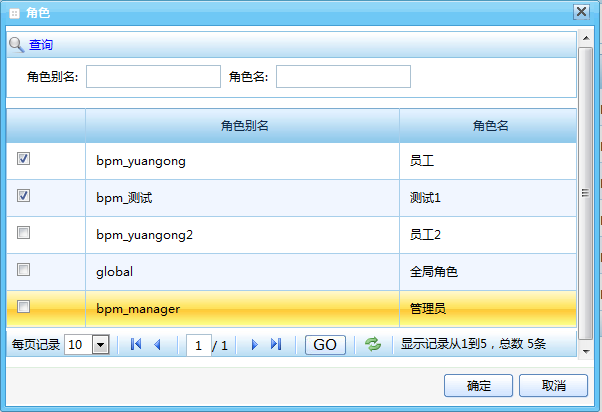 角色
查询
角色别名: 角色名:
角色别名 角色名
bpm_yuangong 员工
bpm_测试 测试1
bpm_yuangong2 员工2
global 全局角色
bpm_manager 管理员
每页记录 10 1 / 1 GO 显示记录从1到5，总数 5条
确定 取消